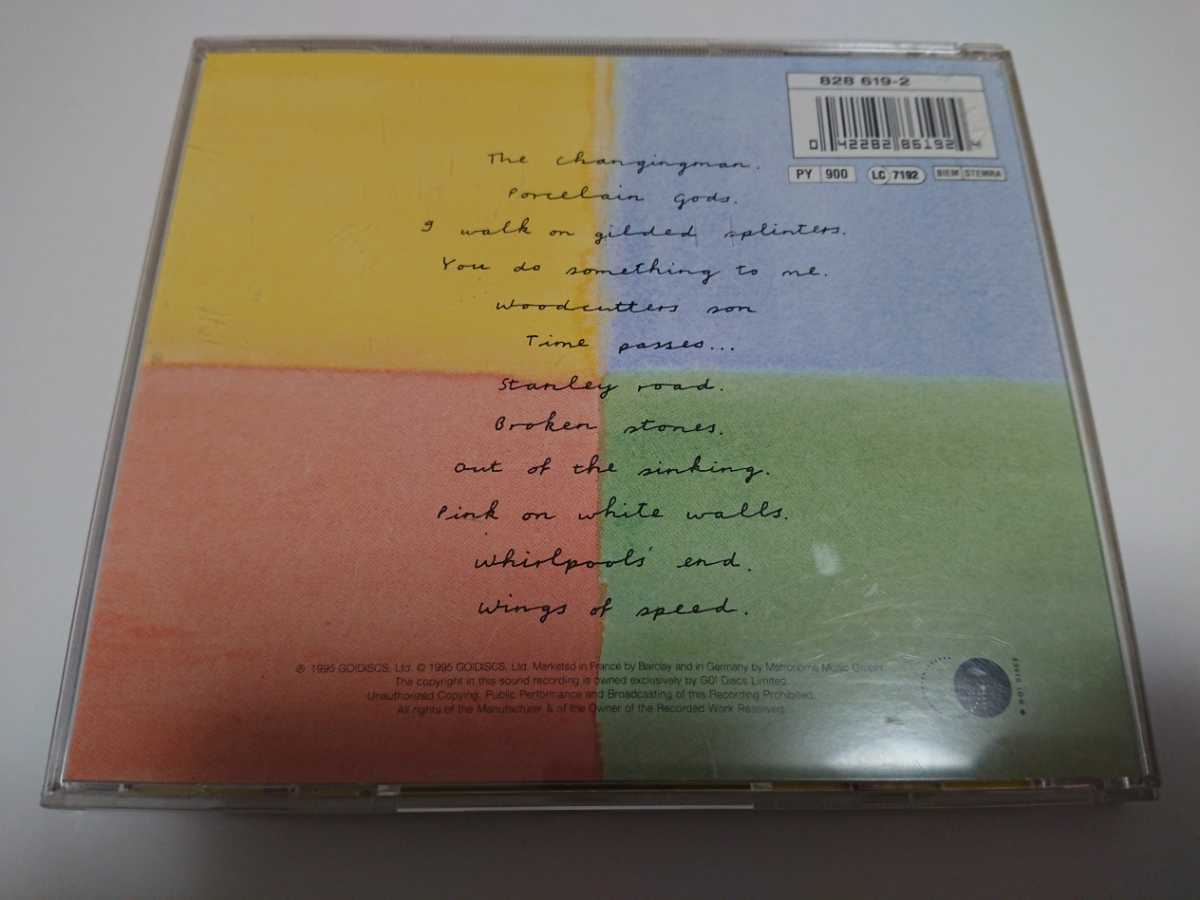 828 619-2
0 42282 86192 4
PY 900 LC 7192 BIEM STEMRA
The changingman.
Porcelain gods.
I walk on gilded splinters.
You do something to me.
Woodcutters son
Time passes...
Stanley road.
Broken stones.
Out of the sinking.
Pink on white walls.
Whirlpools' end.
Wings of speed.
℗ 1995 GO!DISCS, Ltd. © 1995 GO!DISCS, Ltd. Marketed in France by Barclay and in Germany by Metronome Music GmbH.
The copyright in this sound recording is owned exclusively by GO! Discs Limited.
Unauthorized Copying, Public Performance and Broadcasting of this Recording Prohibited.
All rights of the Manufacturer & of the Owner of the Recorded Work Reserved.